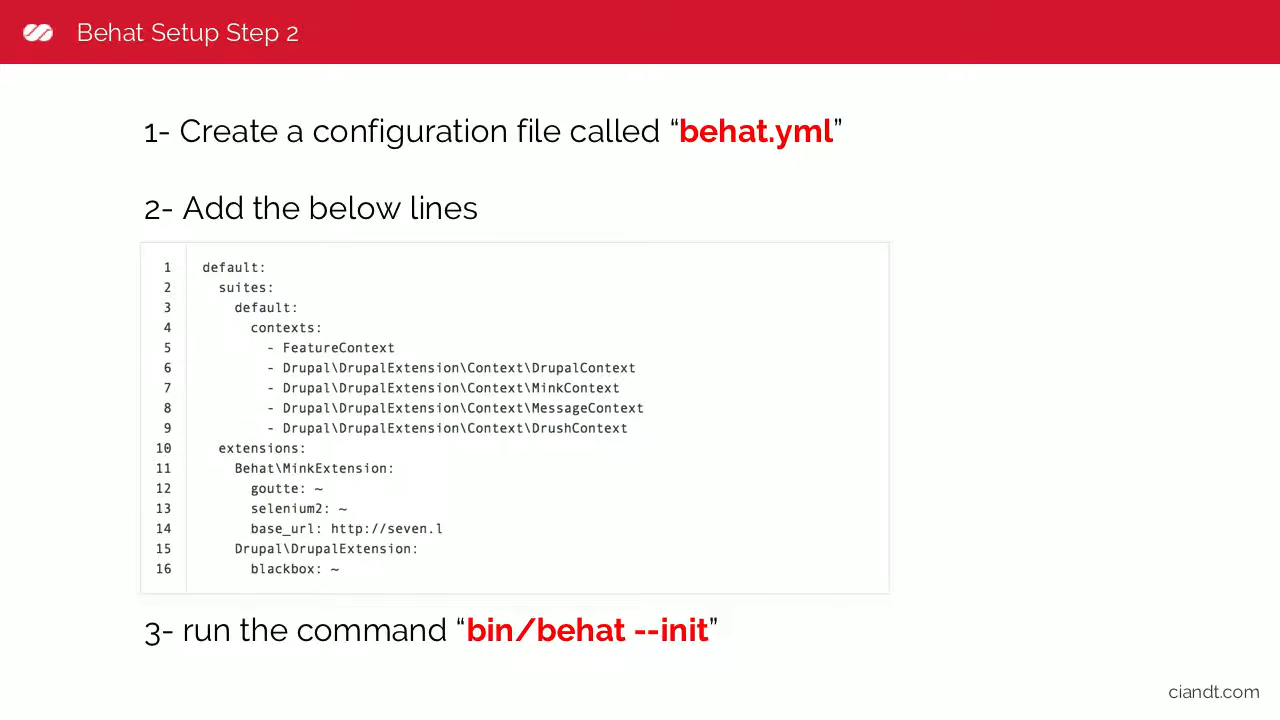 Behat Setup Step 2
1- Create a configuration file called “behat.yml”
2- Add the below lines
1 default:
2 suites:
3 default:
4 contexts:
5 - FeatureContext
6 - Drupal\DrupalExtension\Context\DrupalContext
7 - Drupal\DrupalExtension\Context\MinkContext
8 - Drupal\DrupalExtension\Context\MessageContext
9 - Drupal\DrupalExtension\Context\DrushContext
10 extensions:
11 Behat\MinkExtension:
12 goutte: ~
13 selenium2: ~
14 base_url: http://seven.l
15 Drupal\DrupalExtension:
16 blackbox: ~
3- run the command “bin/behat --init”
ciandt.com